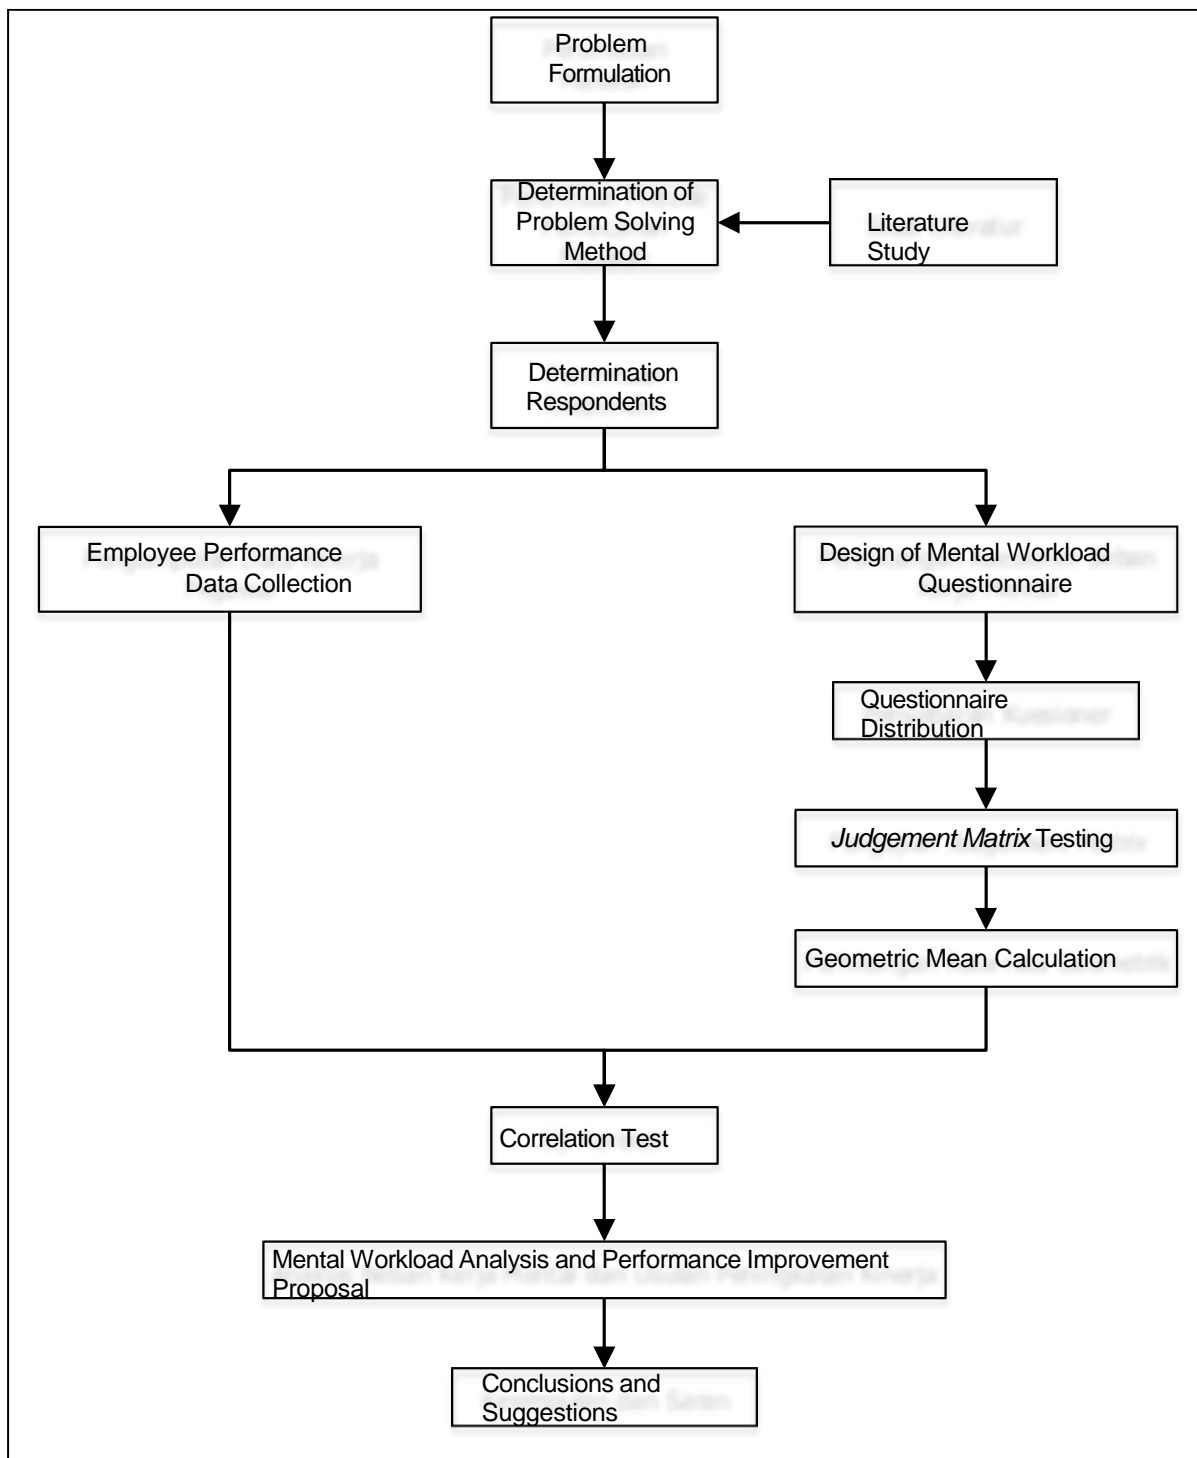 Problem
Formulation
Determination of
Problem Solving
Method
Literature
Study
Determination
Respondents
Employee Performance
Data Collection
Design of Mental Workload
Questionnaire
Questionnaire
Distribution
Judgement Matrix Testing
Geometric Mean Calculation
Correlation Test
Mental Workload Analysis and Performance Improvement
Proposal
Conclusions and
Suggestions